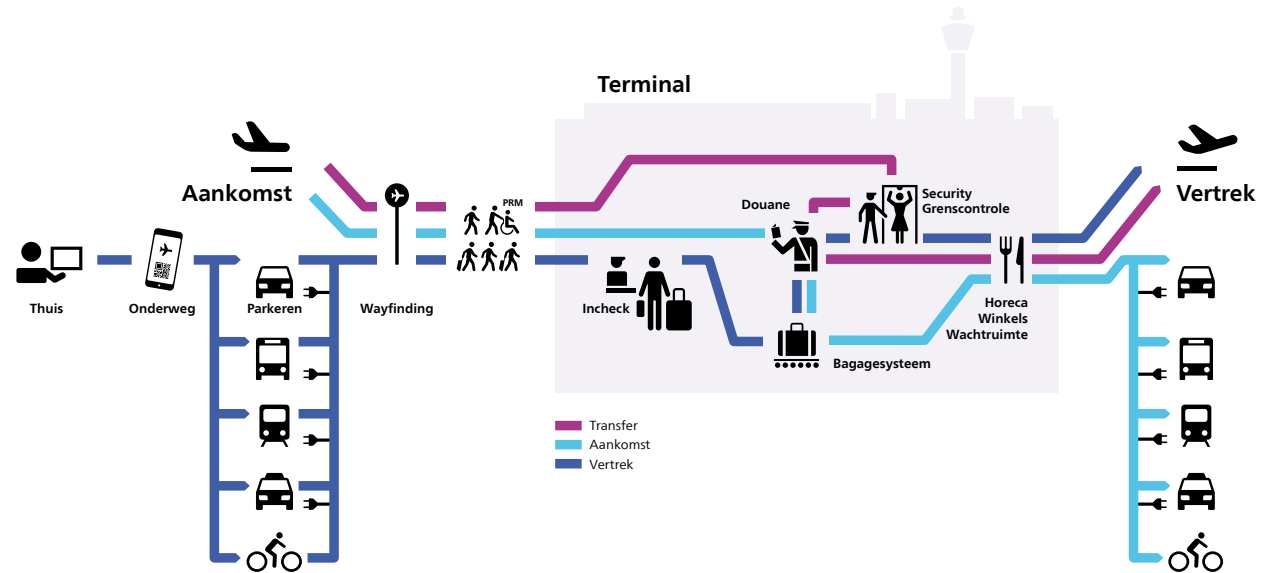 Terminal
Aankomst
Vertrek
PRM
Douane
Security
Grenscontrole
Thuis
Onderweg
Parkeren
Wayfinding
Incheck
Horeca
Winkels
Wachtruimte
Bagagesysteem
Transfer
Aankomst
Vertrek